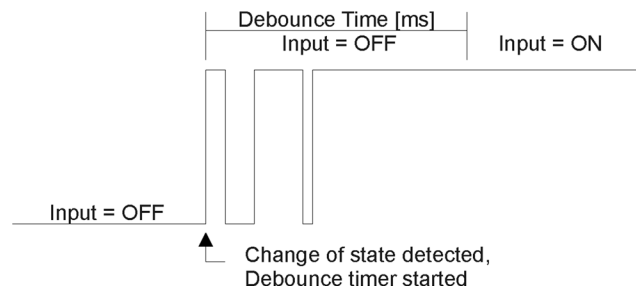 Debounce Time [ms]
Input = OFF
Input = ON
Input = OFF
Change of state detected,
Debounce timer started